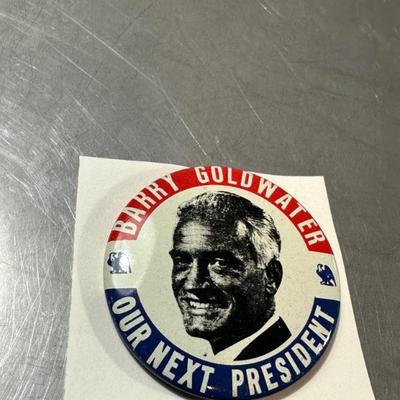 BARRY GOLDWATER
OUR NEXT PRESIDENT